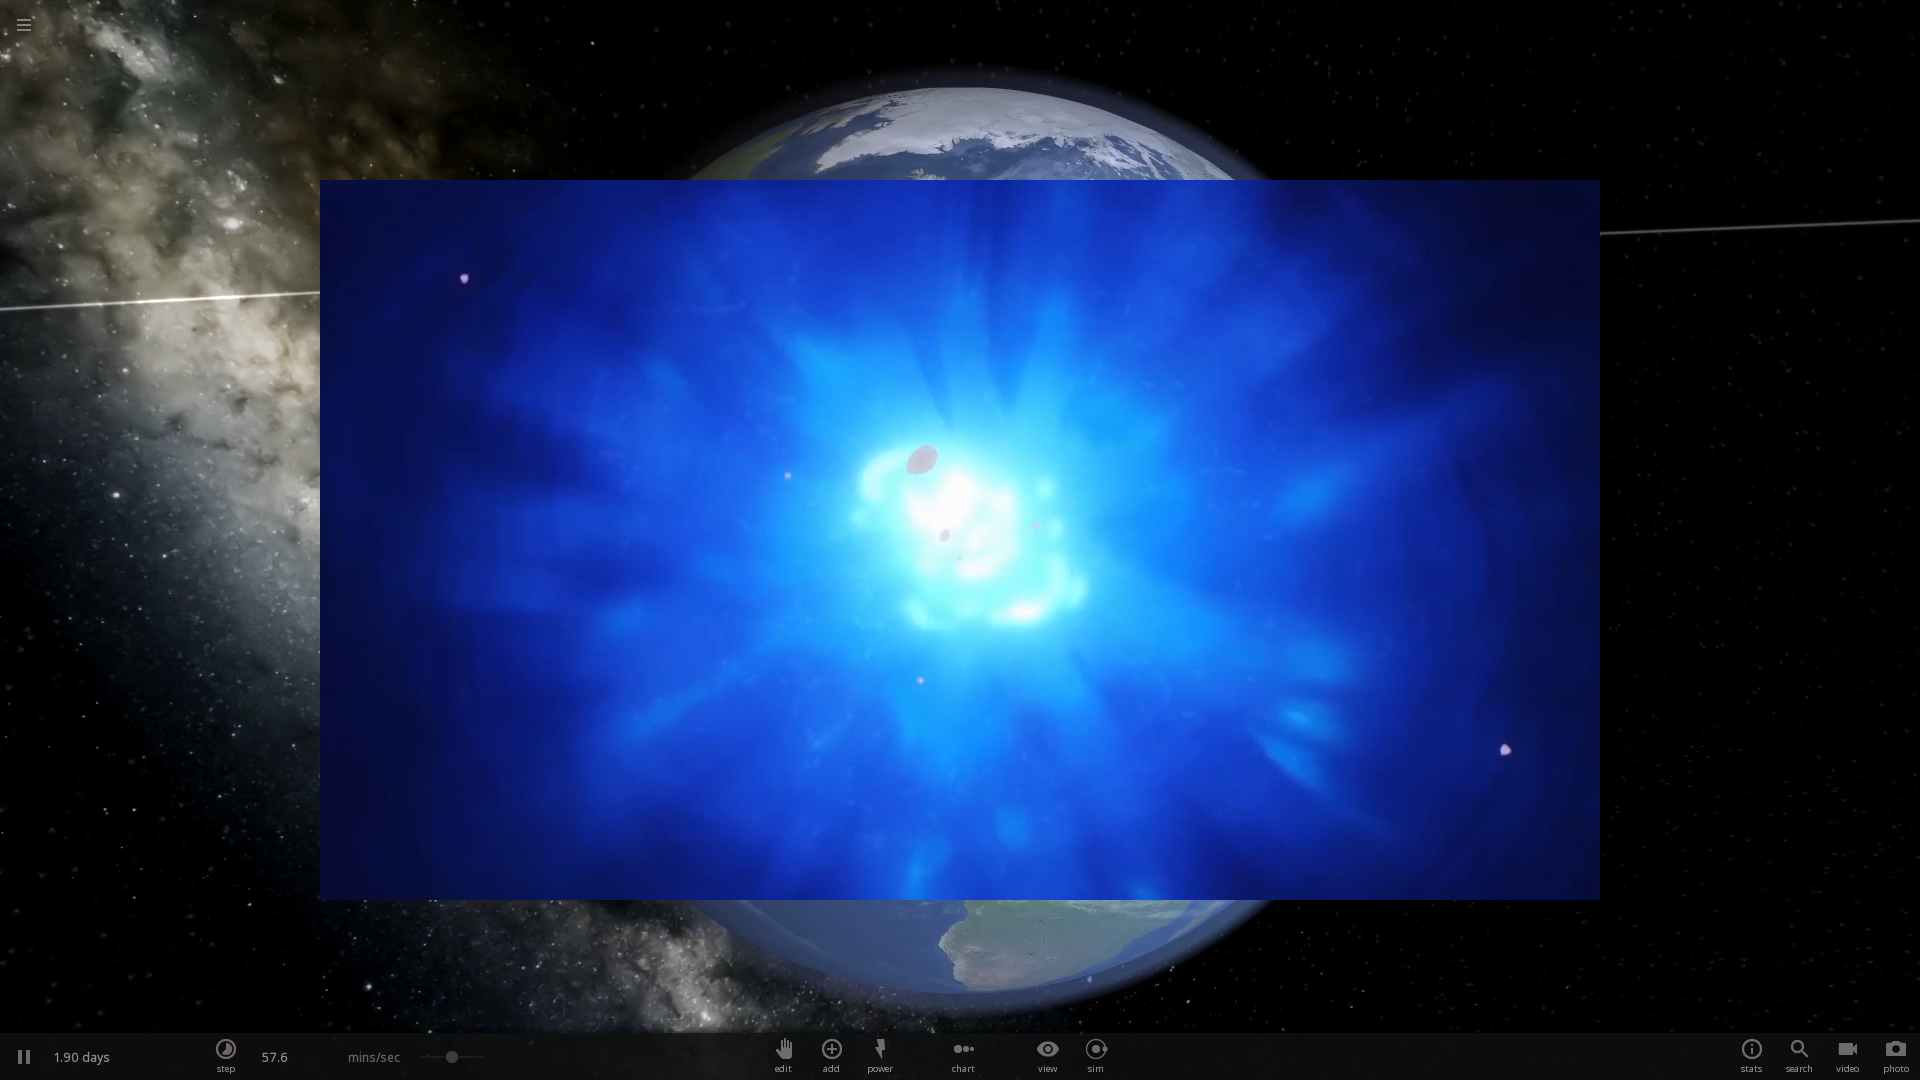 1.90 days
step
57.6
mins/sec
edit
add
power
chart
view
sim
stats
search
video
photo